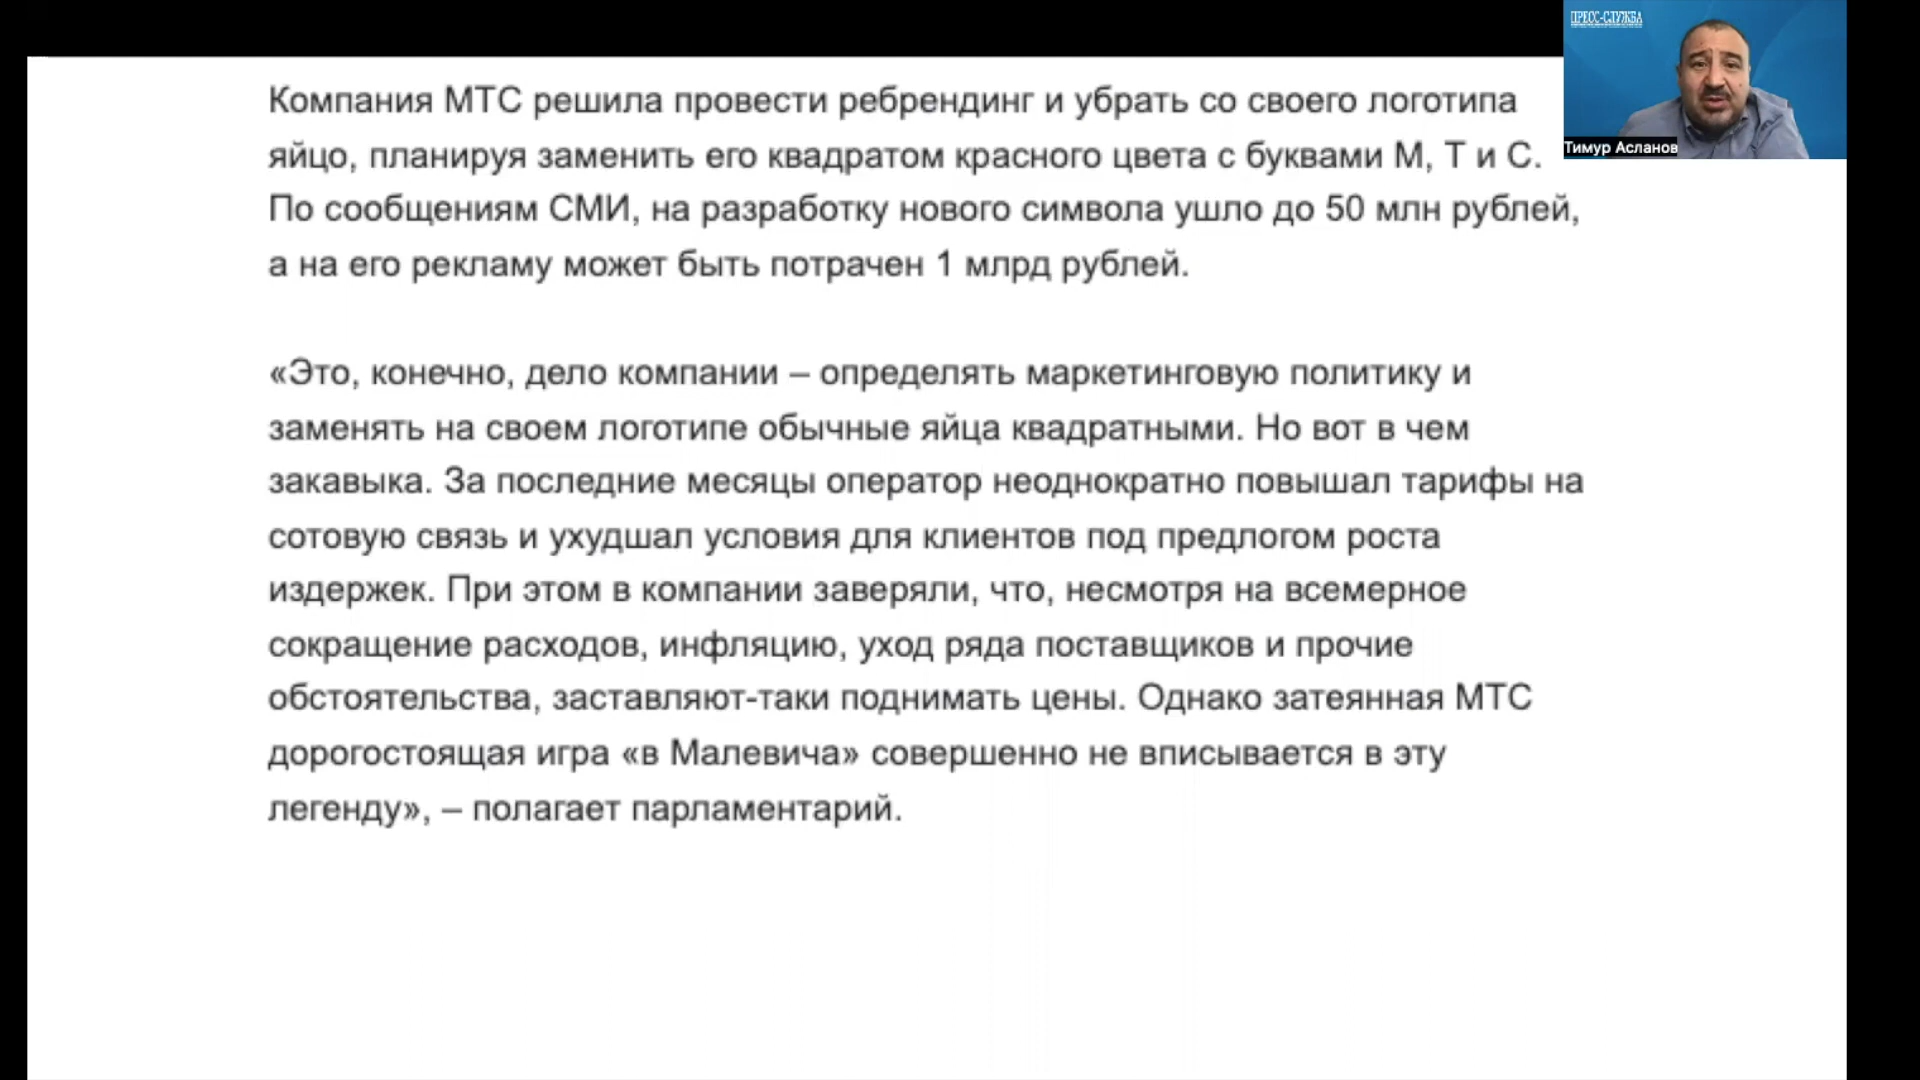 ПРЕСС-СЛУЖБА
Тимур Асланов
Компания МТС решила провести ребрендинг и убрать со своего логотипа
яйцо, планируя заменить его квадратом красного цвета с буквами М, Т и С.
По сообщениям СМИ, на разработку нового символа ушло до 50 млн рублей,
а на его рекламу может быть потрачен 1 млрд рублей.
«Это, конечно, дело компании – определять маркетинговую политику и
заменять на своем логотипе обычные яйца квадратными. Но вот в чем
закавыка. За последние месяцы оператор неоднократно повышал тарифы на
сотовую связь и ухудшал условия для клиентов под предлогом роста
издержек. При этом в компании заверяли, что, несмотря на всемерное
сокращение расходов, инфляцию, уход ряда поставщиков и прочие
обстоятельства, заставляют-таки поднимать цены. Однако затеянная МТС
дорогостоящая игра «в Малевича» совершенно не вписывается в эту
легенду», – полагает парламентарий.